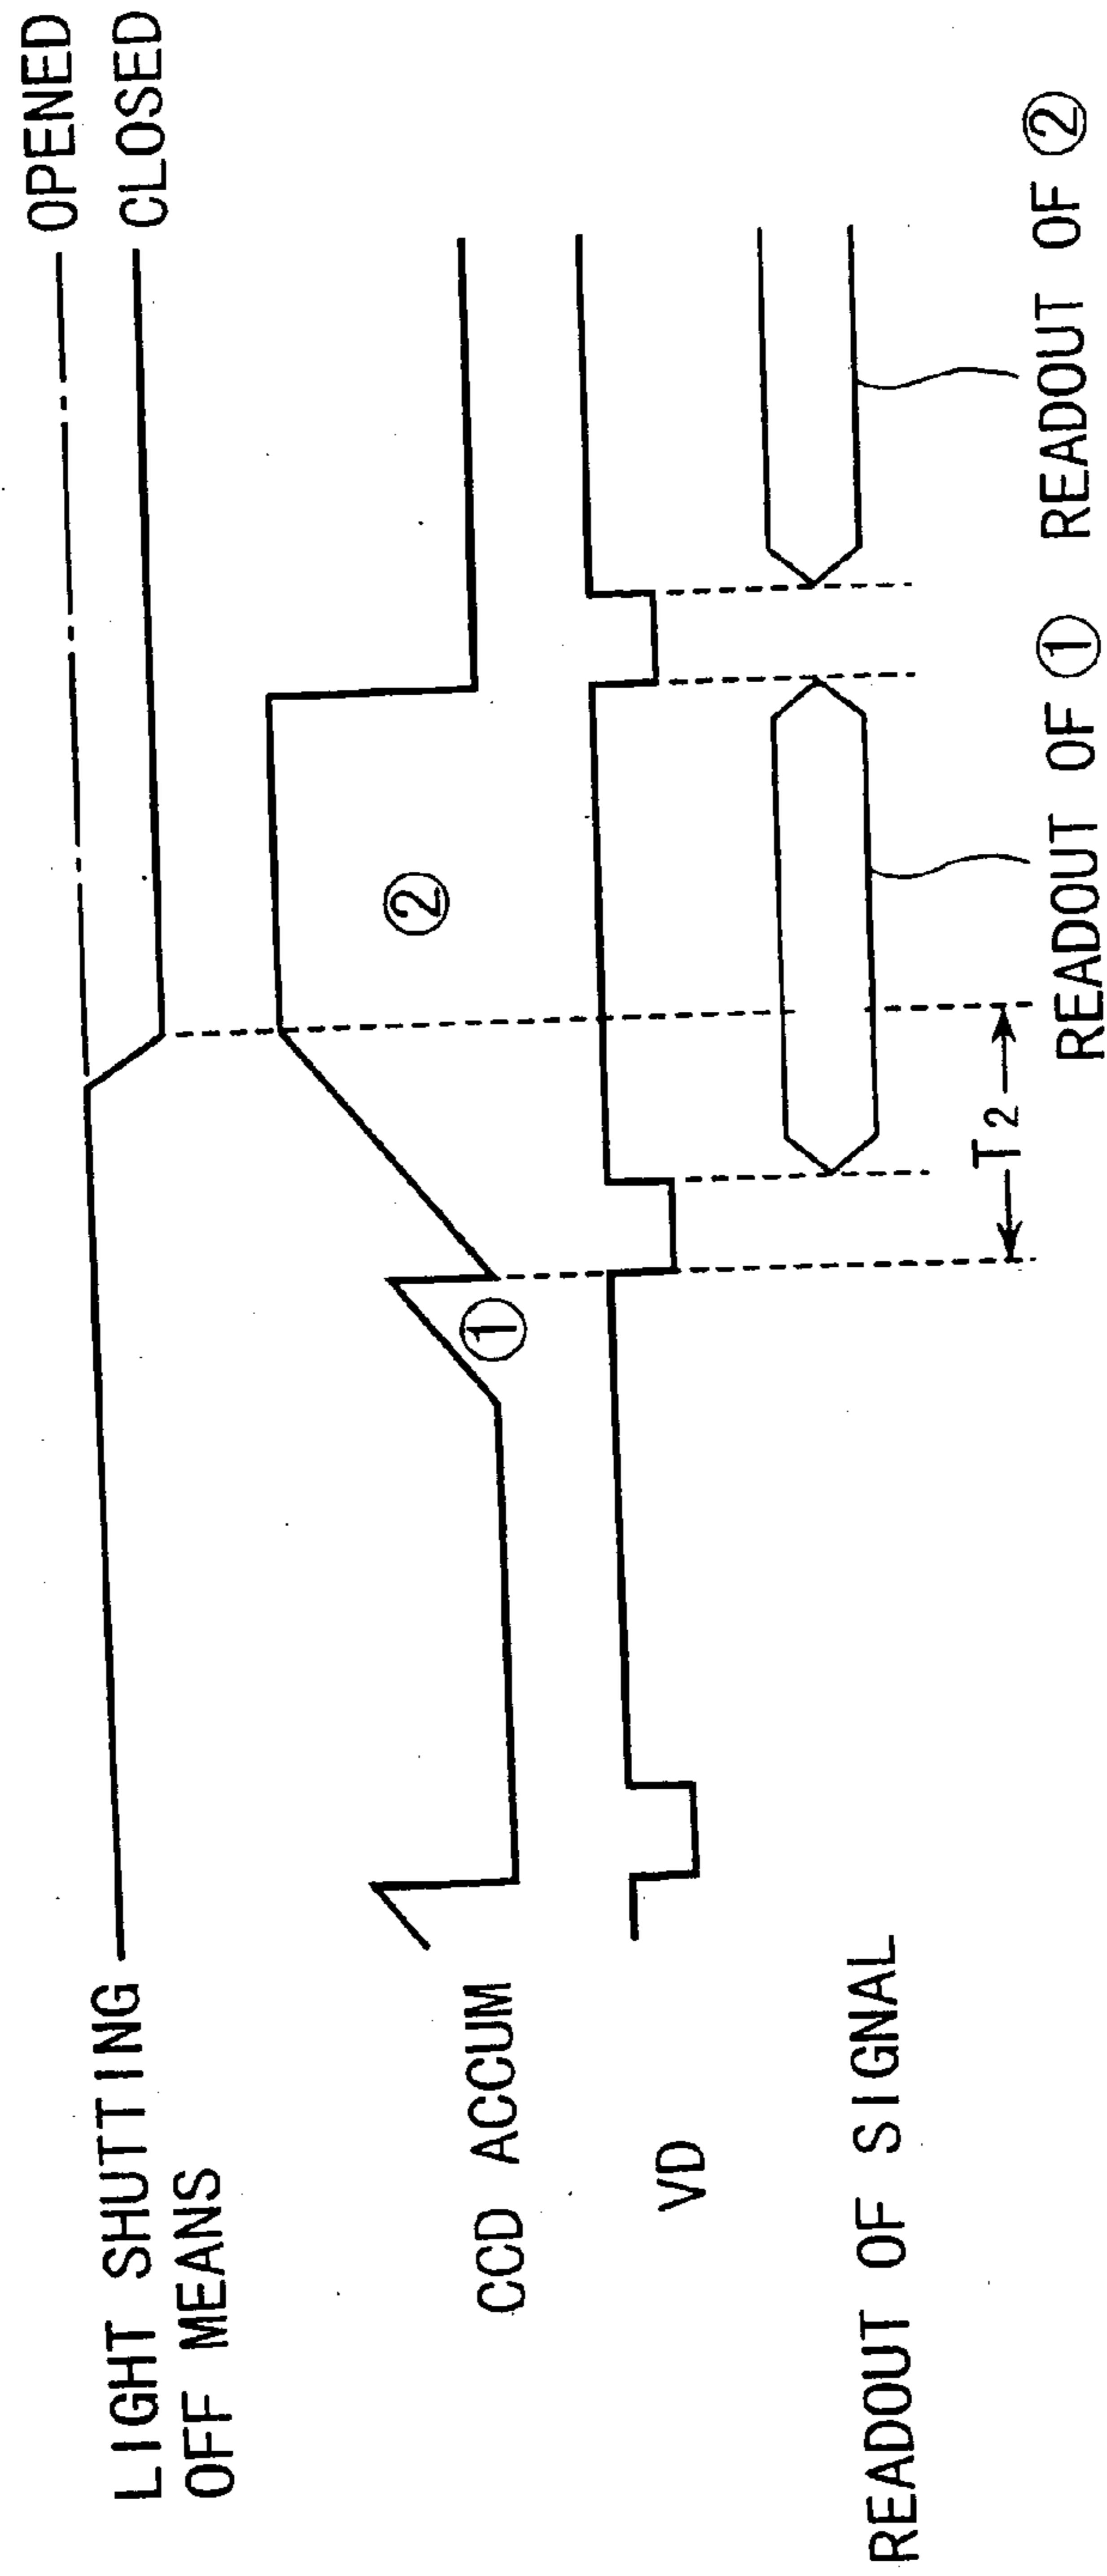 LIGHT SHUTTING
OFF MEANS
OPENED
CLOSED
CCD ACCUM
①
②
VD
READOUT OF SIGNAL
T2
READOUT OF ①
READOUT OF ②